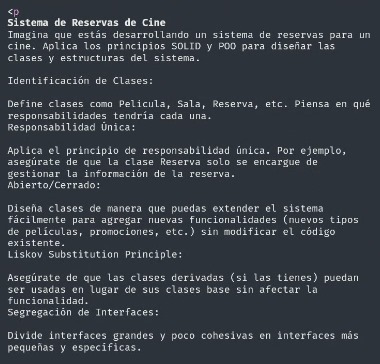 <p
Sistema de Reservas de Cine
Imagina que estás desarrollando un sistema de reservas para un
cine. Aplica los principios SOLID y POO para diseñar las
clases y estructuras del sistema.
Identificación de Clases:
Define clases como Película, Sala, Reserva, etc. Piensa en qué
responsabilidades tendría cada una.
Responsabilidad Única:
Aplica el principio de responsabilidad única. Por ejemplo,
asegúrate de que la clase Reserva solo se encargue de
gestionar la información de la reserva.
Abierto/Cerrado:
Diseña clases de manera que puedas extender el sistema
fácilmente para agregar nuevas funcionalidades (nuevos tipos
de películas, promociones, etc.) sin modificar el código
existente.
Liskov Substitution Principle:
Asegúrate de que las clases derivadas (si las tienes) puedan
ser usadas en lugar de sus clases base sin afectar la
funcionalidad.
Segregación de Interfaces:
Divide interfaces grandes y poco cohesivas en interfaces más
pequeñas y específicas.